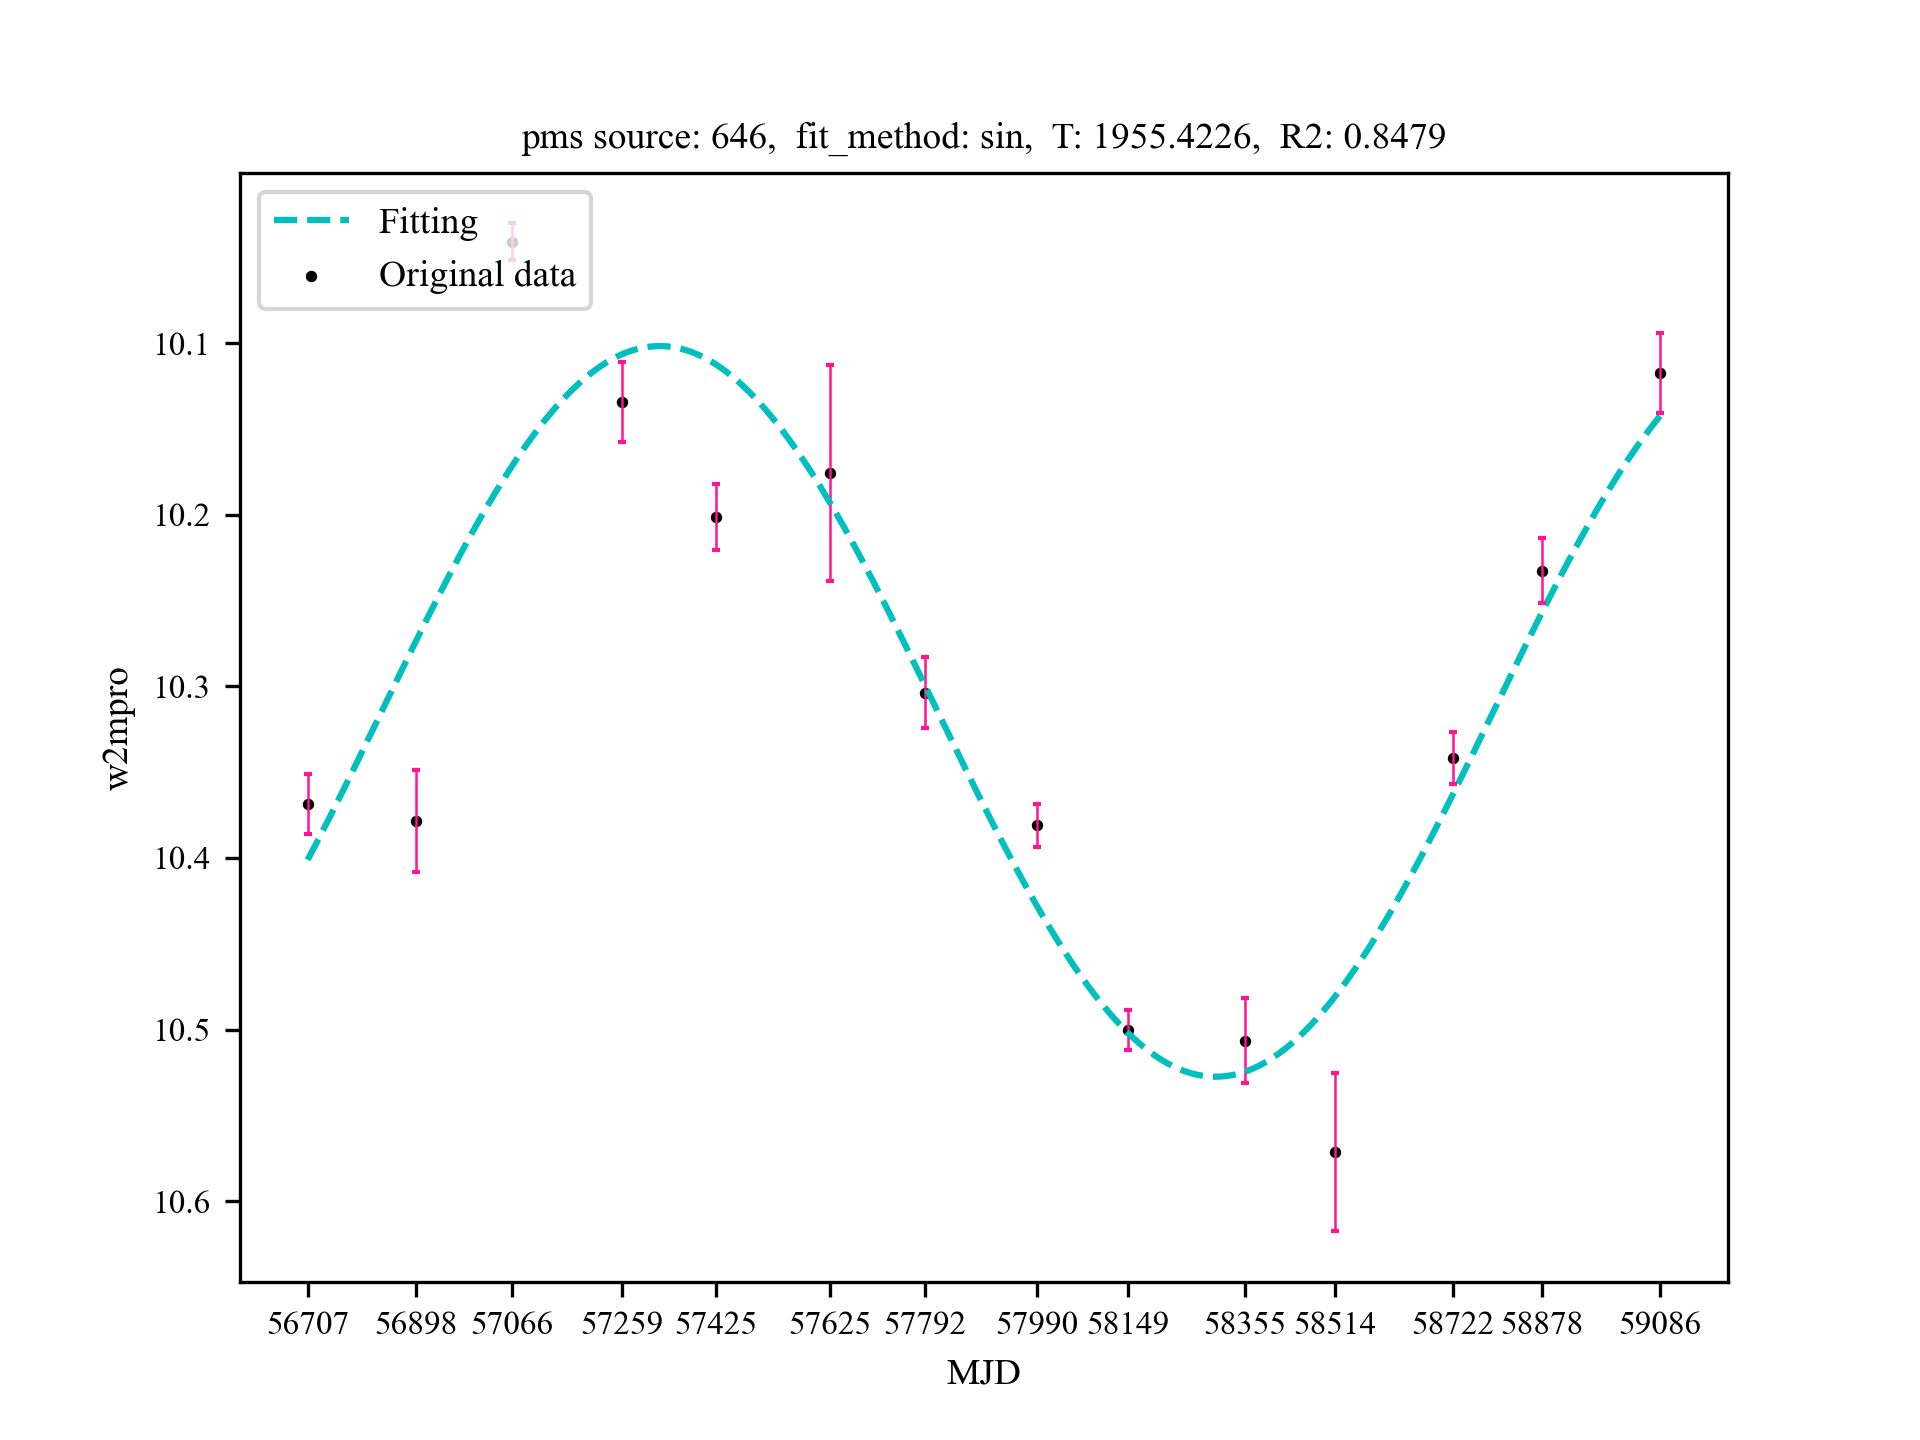 pms source: 646,  fit_method: sin,  T: 1955.4226,  R2: 0.8479
Fitting
Original data
10.1
10.2
10.3
10.4
10.5
10.6
w2mpro
56707 56898 57066 57259 57425 57625 57792 57990 58149 58355 58514 58722 58878 59086
MJD